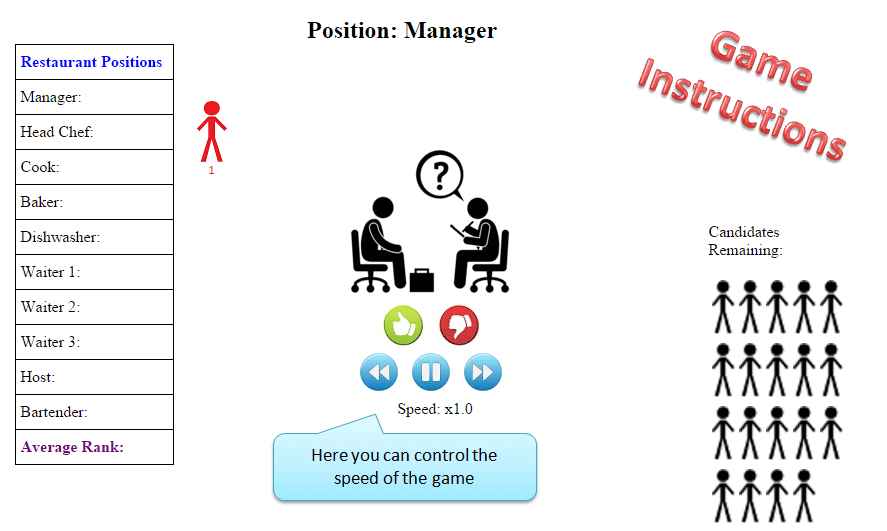 Position: Manager
Game
Instructions
Restaurant Positions
Manager:
Head Chef:
Cook:
Baker:
Dishwasher:
Waiter 1:
Waiter 2:
Waiter 3:
Host:
Bartender:
Average Rank:
1
?
Candidates
Remaining:
Speed: x1.0
Here you can control the
speed of the game